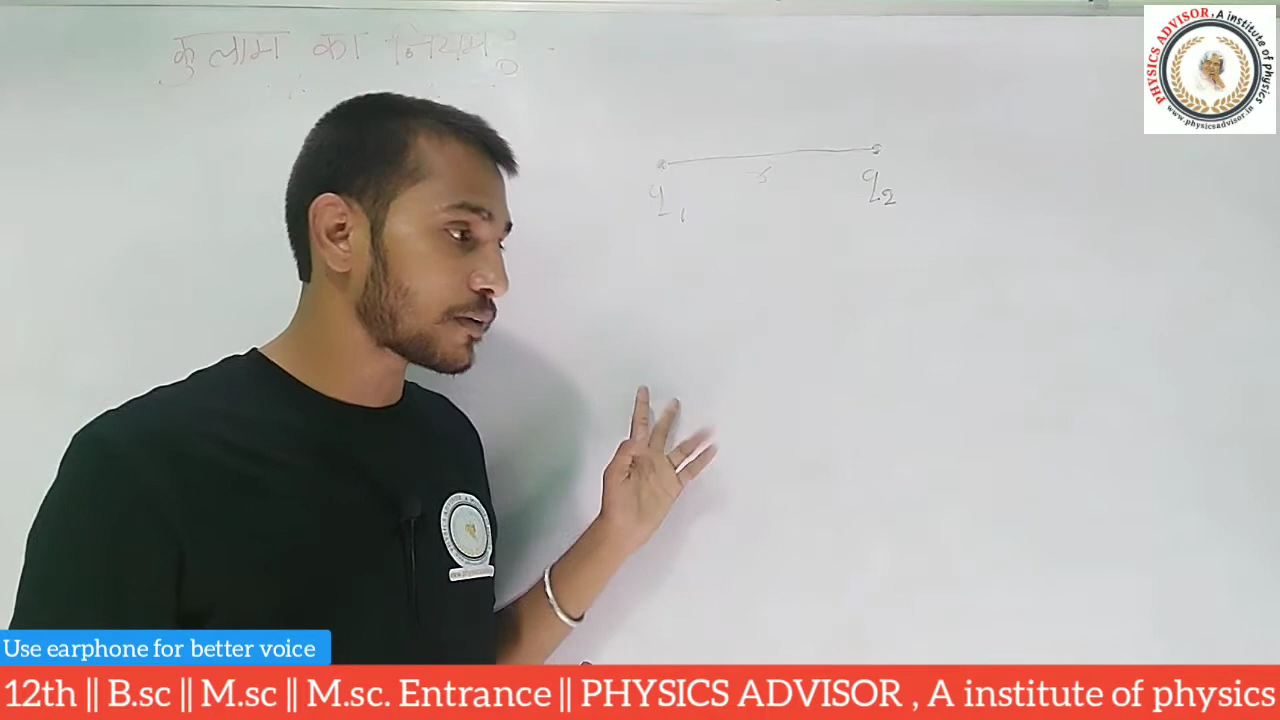 कुलाम का नियम :
PHYSICS ADVISOR, A institute of physics
www.physicsadvisor.in
q1 q2
Use earphone for better voice
12th || B.sc || M.sc || M.sc. Entrance || PHYSICS ADVISOR , A institute of physics